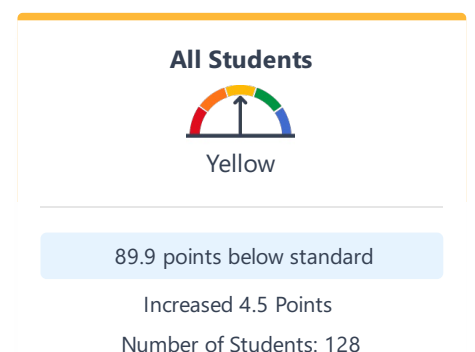 All Students
Yellow
89.9 points below standard
Increased 4.5 Points
Number of Students: 128